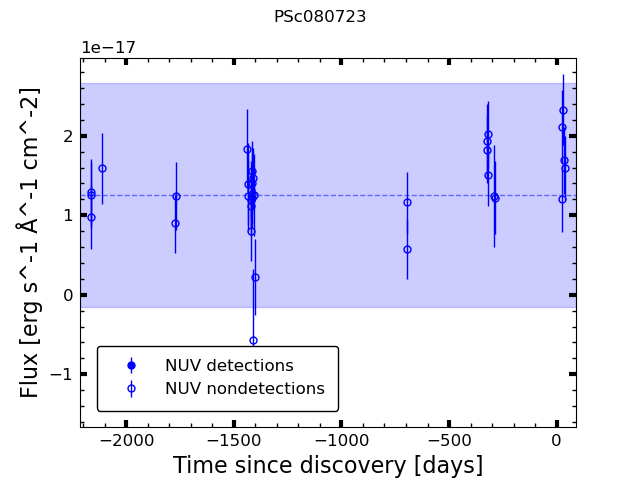 PSc080723
1e−17
Flux [erg s^-1 Å^-1 cm^-2]
2
1
0
−1
NUV detections
NUV nondetections
−2000 −1500 −1000 −500 0
Time since discovery [days]